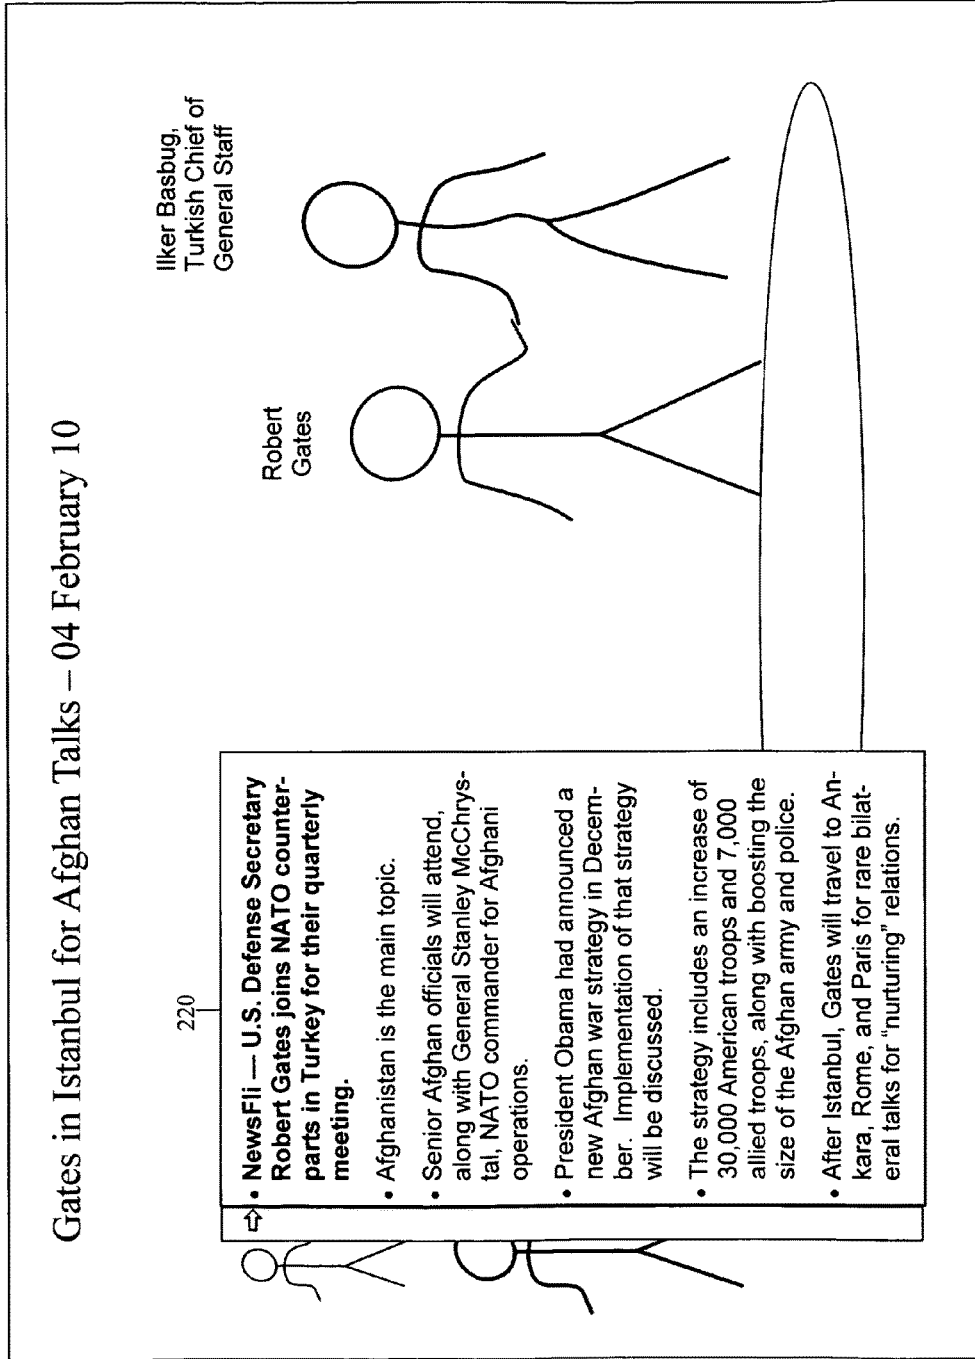 Gates in Istanbul for Afghan Talks – 04 February 10
220
⇨ • NewsFli — U.S. Defense Secretary
Robert Gates joins NATO counter-
parts in Turkey for their quarterly
meeting.
• Afghanistan is the main topic.
• Senior Afghan officials will attend,
along with General Stanley McChrys-
tal, NATO commander for Afghani
operations.
• President Obama had announced a
new Afghan war strategy in Decem-
ber. Implementation of that strategy
will be discussed.
• The strategy includes an increase of
30,000 American troops and 7,000
allied troops, along with boosting the
size of the Afghan army and police.
• After Istanbul, Gates will travel to An-
kara, Rome, and Paris for rare bilat-
eral talks for “nurturing” relations.
Robert
Gates
Ilker Basbug,
Turkish Chief of
General Staff